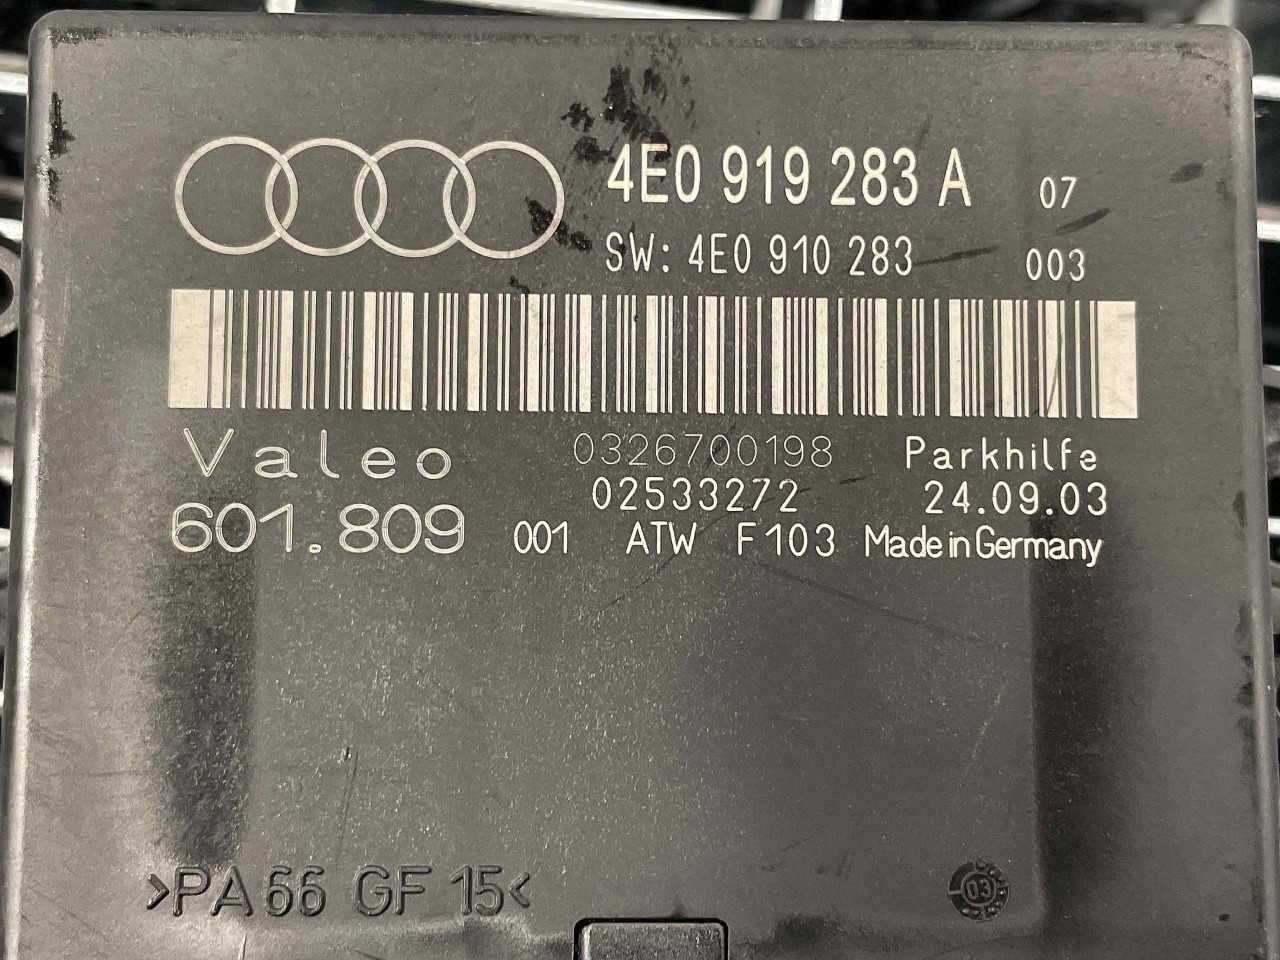 4E0 919 283 A 07
SW: 4E0 910 283 003
Valeo 0326700198 Parkhilfe
02533272 24.09.03
601.809 001 ATW F103 Made in Germany
>PA66 GF 15<
03